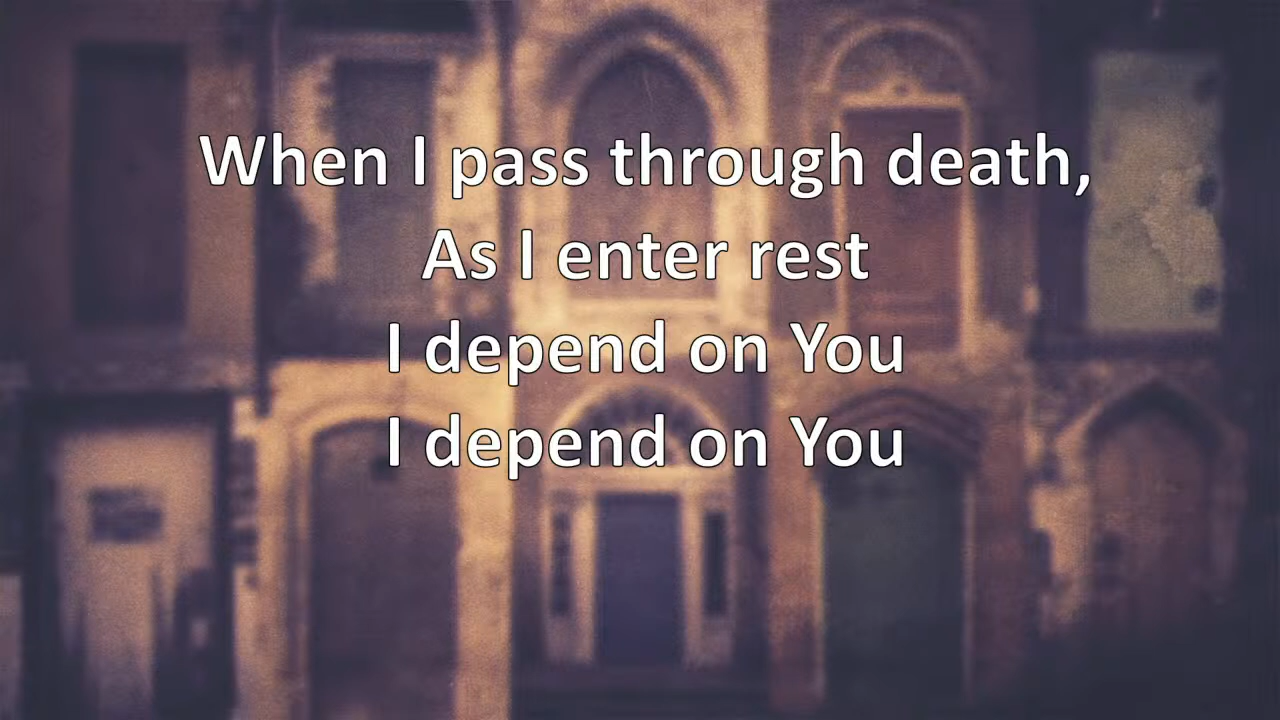 When I pass through death,
As I enter rest
I depend on You
I depend on You